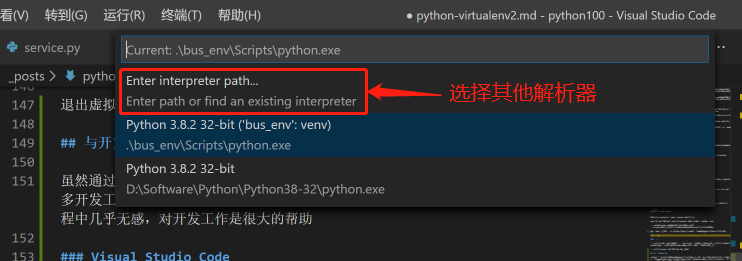 看(V) 转到(G) 运行(R) 终端(T) 帮助(H) ● python-virtualenv2.md - python100 - Visual Studio Code
service.py
Current: .\bus_env\Scripts\python.exe
_posts > pytho
Enter interpreter path...
Enter path or find an existing interpreter
选择其他解析器
147 退出虚拟
Python 3.8.2 32-bit ('bus_env': venv)
148
.\bus_env\Scripts\python.exe
149 ## 与开
150
Python 3.8.2 32-bit
151 虽然通过
D:\Software\Python\Python38-32\python.exe
多开发工
程中几乎无感，对开发工作是很大的帮助
152
153 ### Visual Studio Code